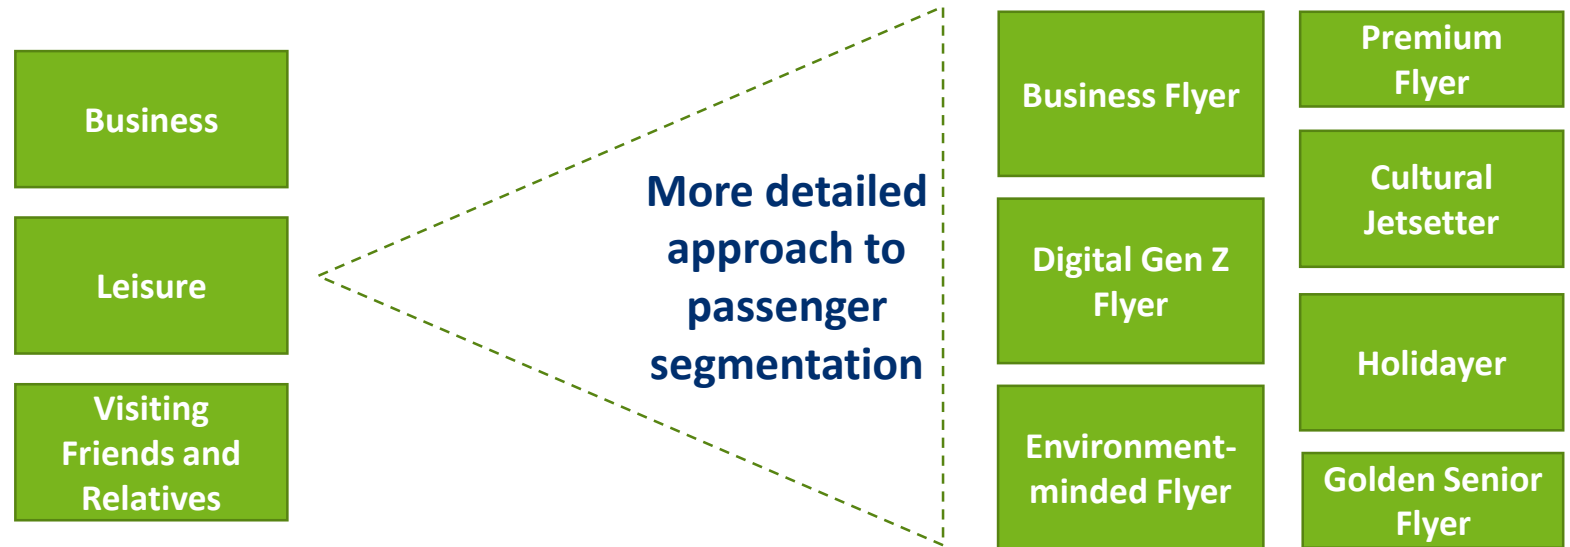 Business
Leisure
Visiting
Friends and
Relatives
More detailed
approach to
passenger
segmentation
Business Flyer
Digital Gen Z
Flyer
Environment-
minded Flyer
Premium
Flyer
Cultural
Jetsetter
Holidayer
Golden Senior
Flyer